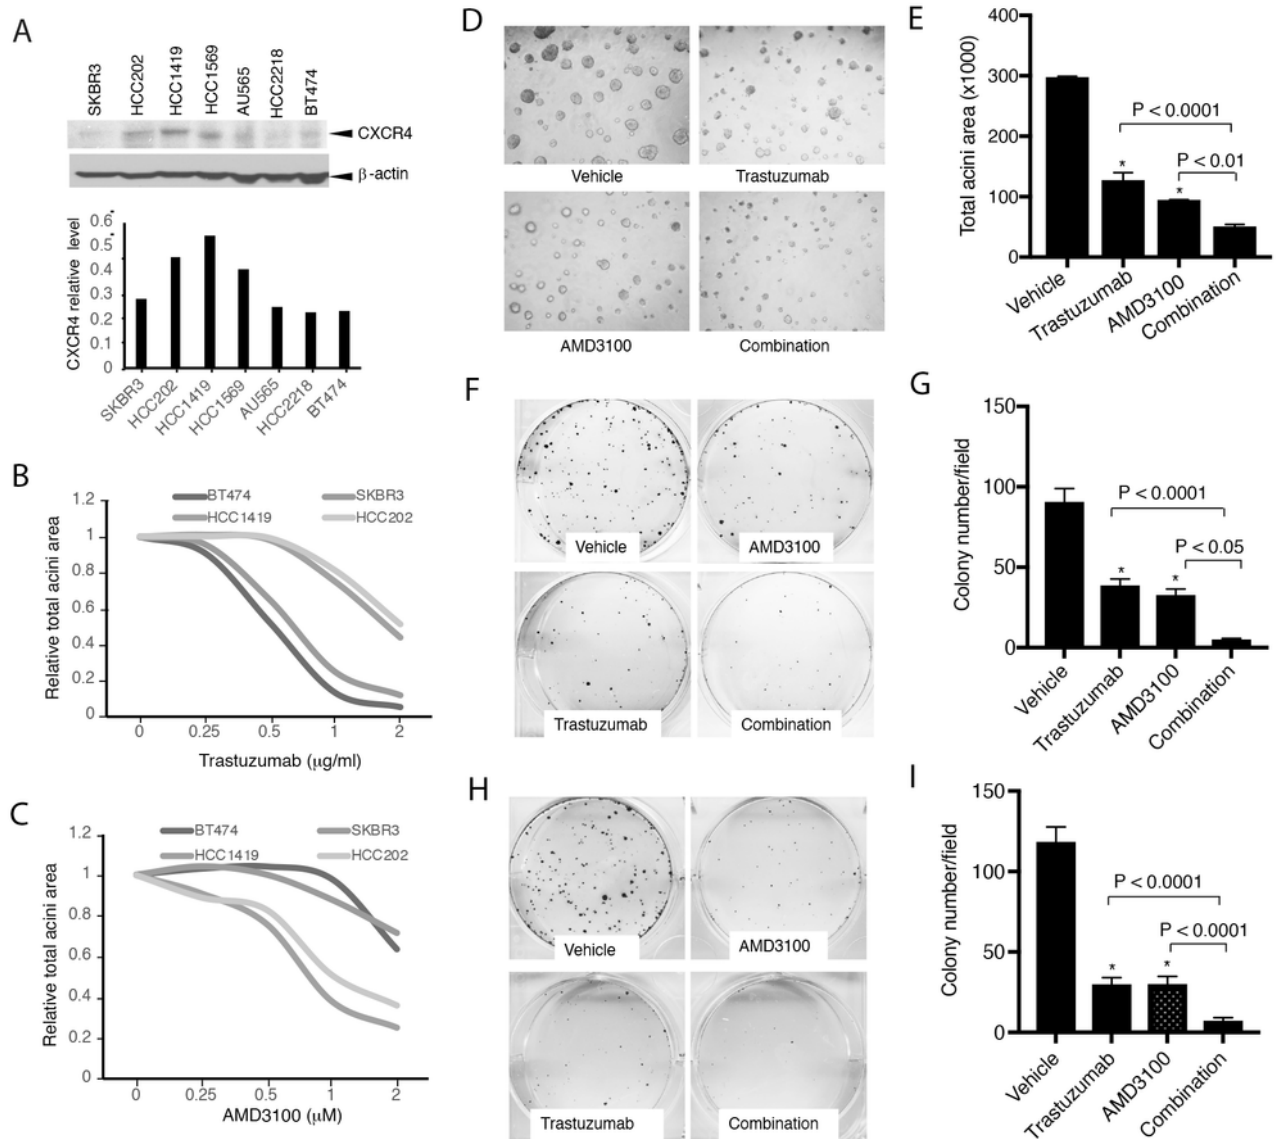 A
SKBR3
HCC202
HCC1419
HCC1569
AU565
HCC2218
BT474
CXCR4
β-actin
CXCR4 relative level
0.6
0.5
0.4
0.3
0.2
0.1
0
SKBR3
HCC202
HCC1419
HCC1569
AU565
HCC2218
BT474
B
BT474
SKBR3
HCC1419
HCC202
Relative total acini area
1.2
1
0.8
0.6
0.4
0.2
0
0 0.25 0.5 1 2
Trastuzumab (μg/ml)
C
BT474
SKBR3
HCC1419
HCC202
Relative total acini area
1.2
1
0.8
0.6
0.4
0.2
0
0 0.25 0.5 1 2
AMD3100 (μM)
D
Vehicle
Trastuzumab
AMD3100
Combination
E
Total acini area (x1000)
400
300
200
100
0
P < 0.0001
P < 0.01
*
*
Vehicle
Trastuzumab
AMD3100
Combination
F
Vehicle
AMD3100
Trastuzumab
Combination
G
Colony number/field
150
100
50
0
P < 0.0001
P < 0.05
*
*
Vehicle
Trastuzumab
AMD3100
Combination
H
Vehicle
AMD3100
Trastuzumab
Combination
I
Colony number/field
150
100
50
0
P < 0.0001
P < 0.0001
*
*
Vehicle
Trastuzumab
AMD3100
Combination